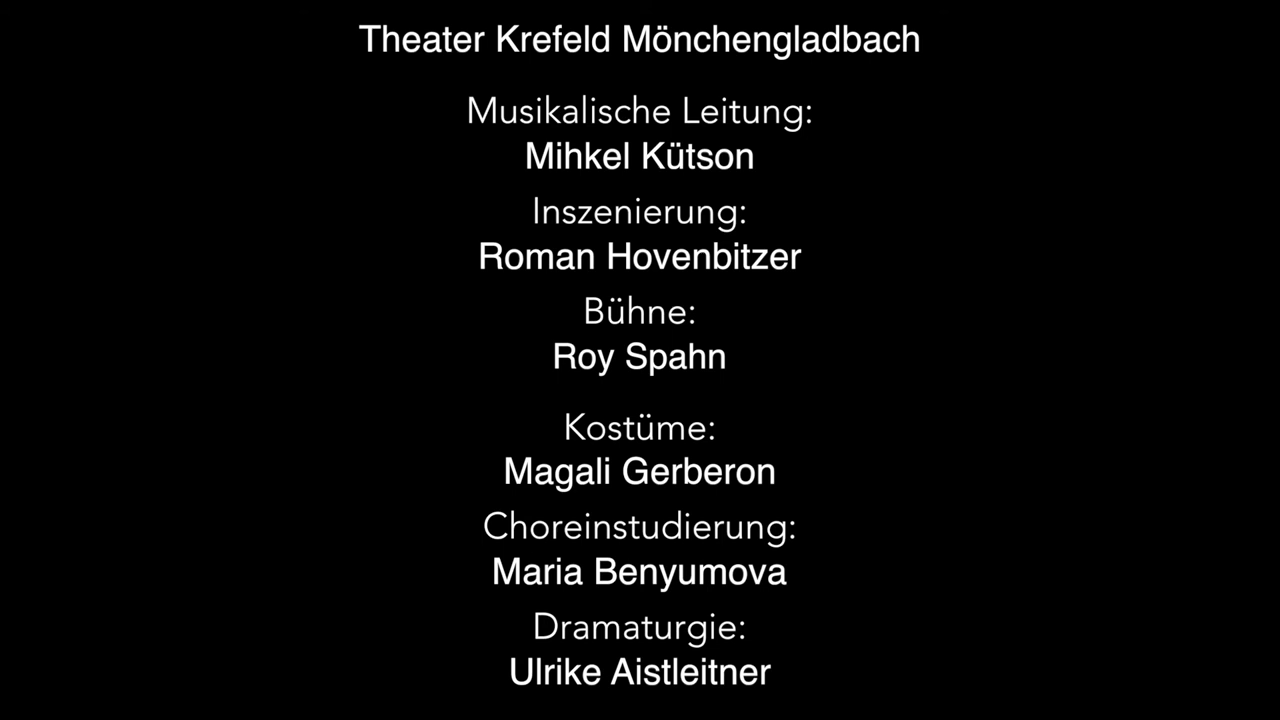 Theater Krefeld Mönchengladbach
Musikalische Leitung:
Mihkel Kütson
Inszenierung:
Roman Hovenbitzer
Bühne:
Roy Spahn
Kostüme:
Magali Gerberon
Choreinstudierung:
Maria Benyumova
Dramaturgie:
Ulrike Aistleitner